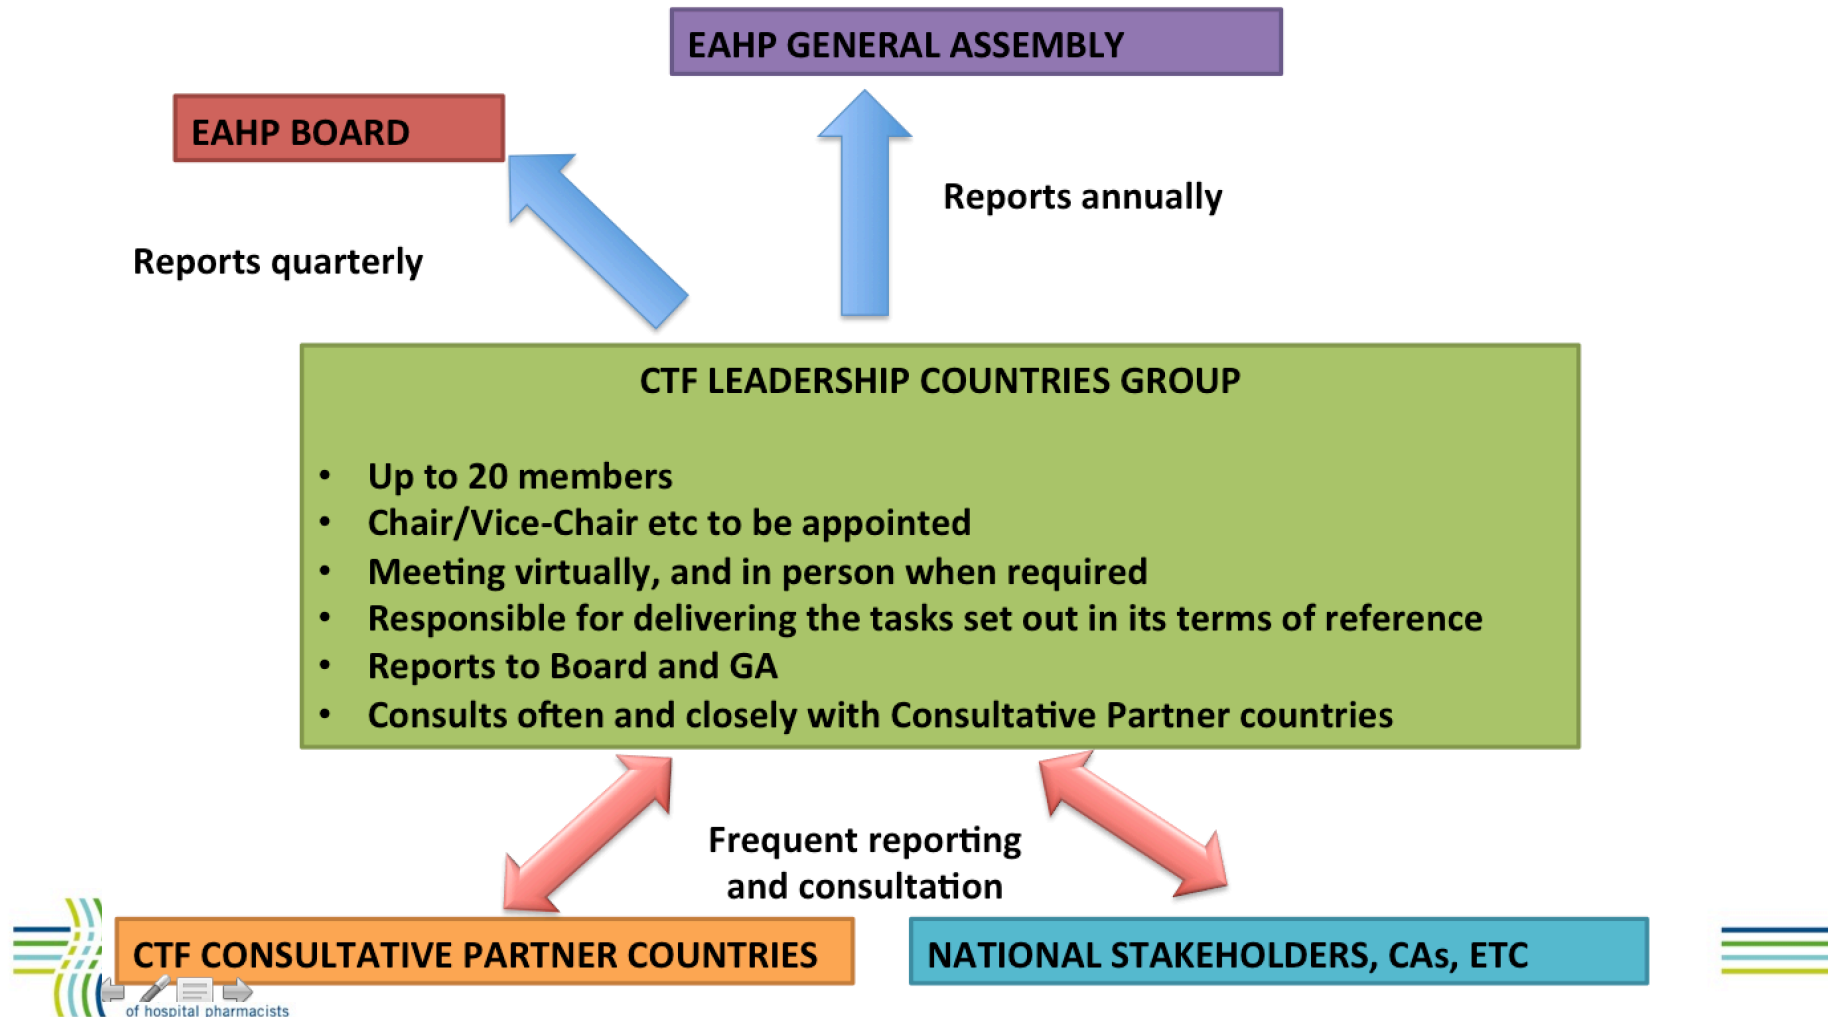 EAHP GENERAL ASSEMBLY
EAHP BOARD
Reports annually
Reports quarterly
CTF LEADERSHIP COUNTRIES GROUP
• Up to 20 members
• Chair/Vice-Chair etc to be appointed
• Meeting virtually, and in person when required
• Responsible for delivering the tasks set out in its terms of reference
• Reports to Board and GA
• Consults often and closely with Consultative Partner countries
Frequent reporting
and consultation
CTF CONSULTATIVE PARTNER COUNTRIES
NATIONAL STAKEHOLDERS, CAs, ETC
of hospital pharmacists